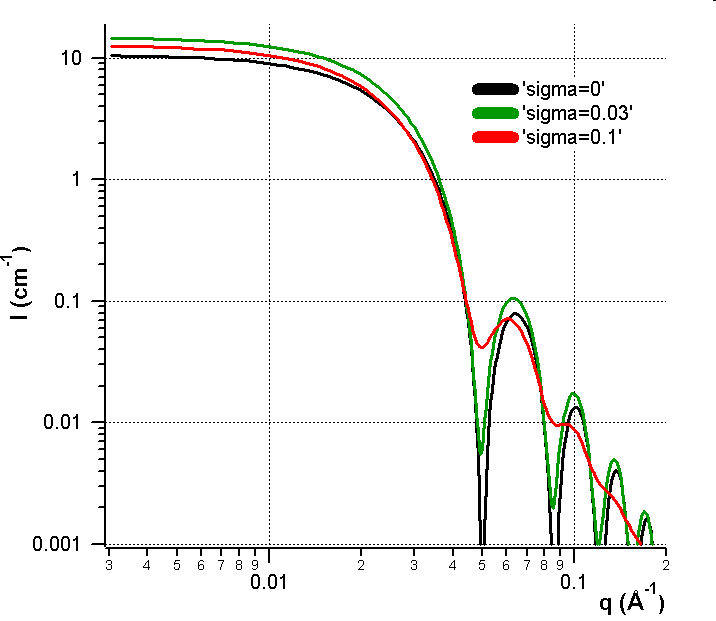 10
1
0.1
0.01
0.001
I (cm⁻¹)
'sigma=0'
'sigma=0.03'
'sigma=0.1'
3 4 5 6 7 8 9 2 3 4 5 6 7 8 9 2
0.01 0.1
q (Å⁻¹)